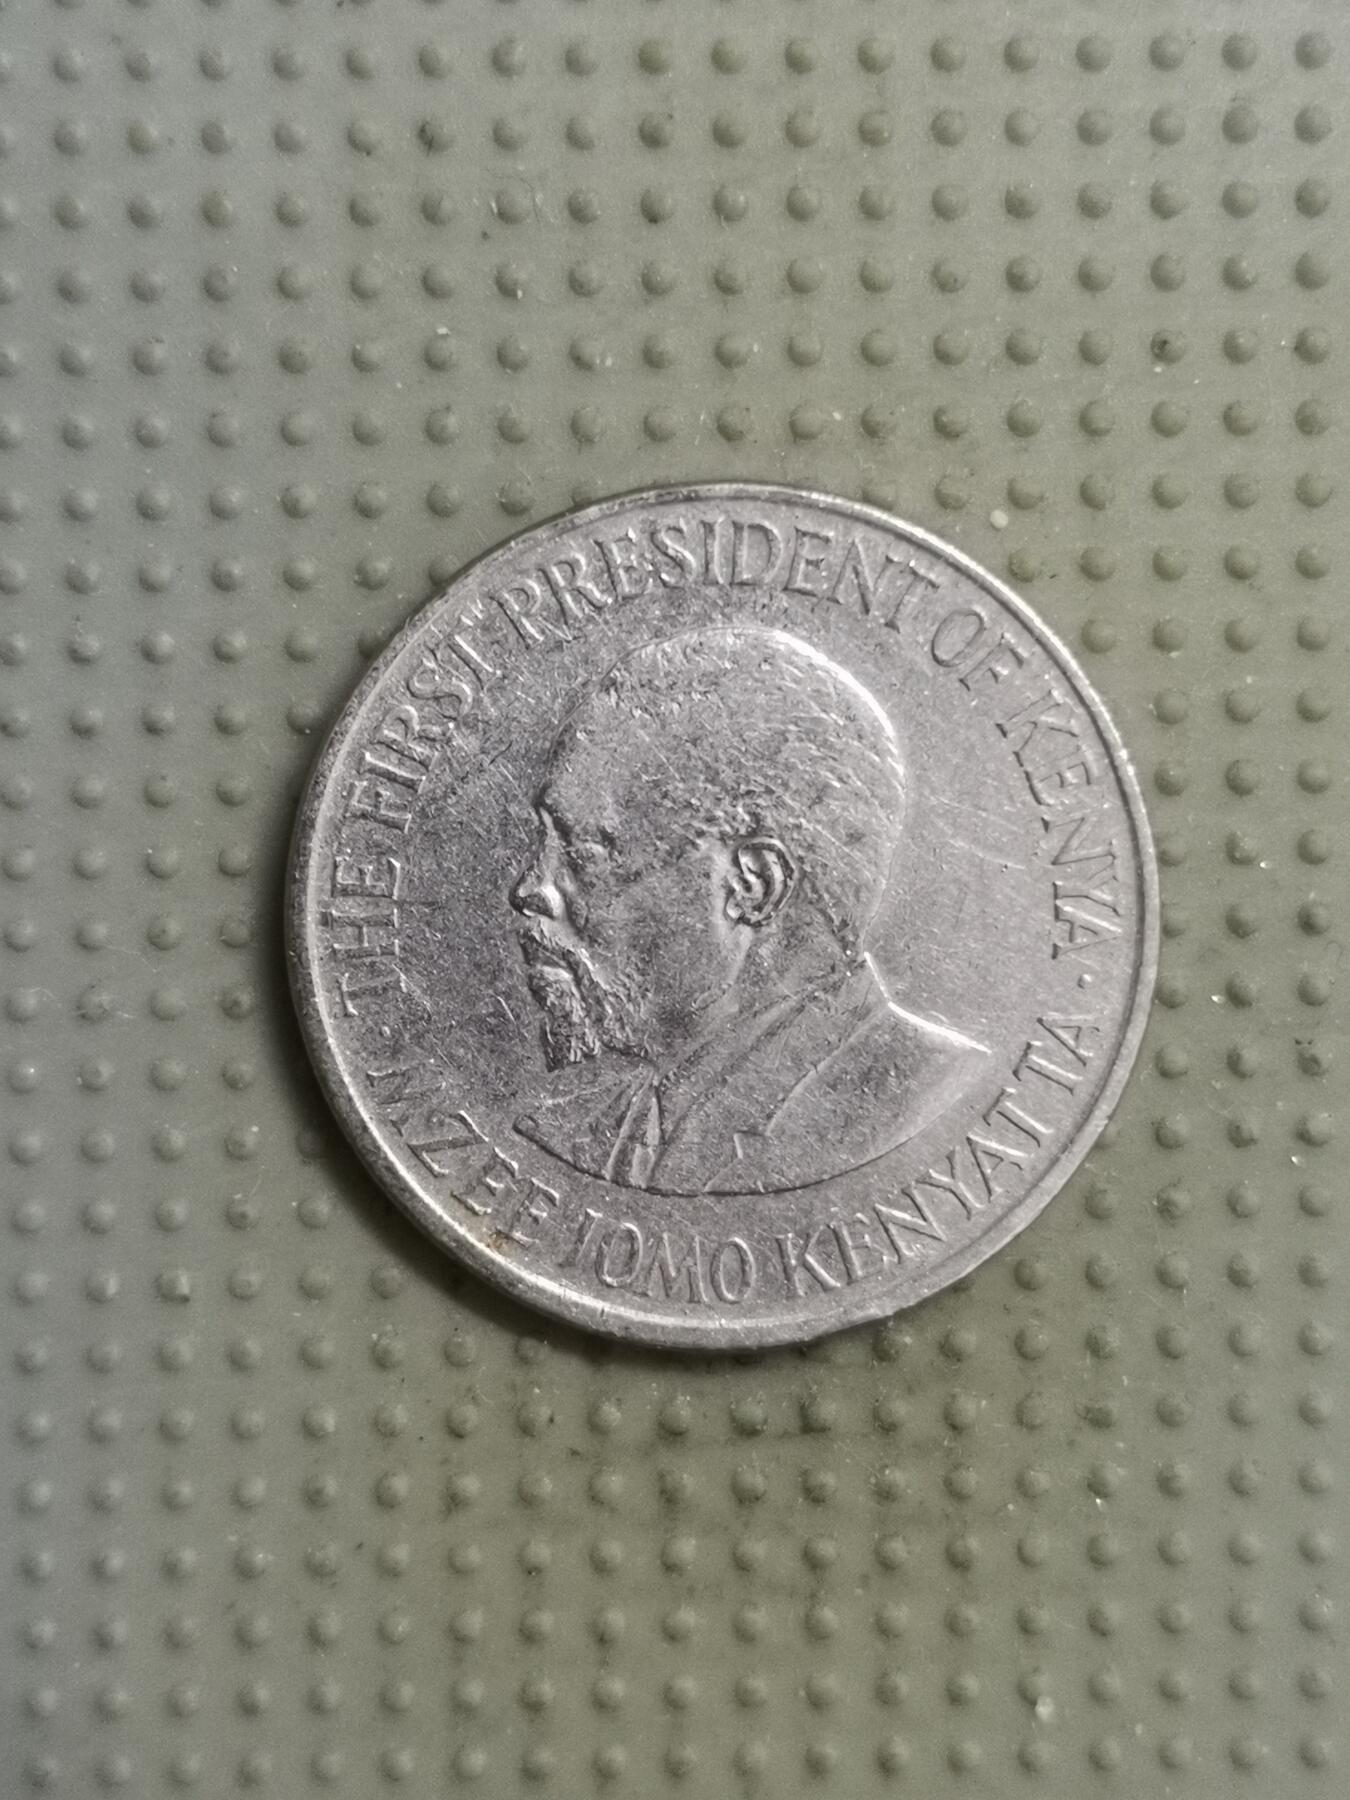 · THE FIRST PRESIDENT OF KENYA ·
MZEE JOMO KENYATTA